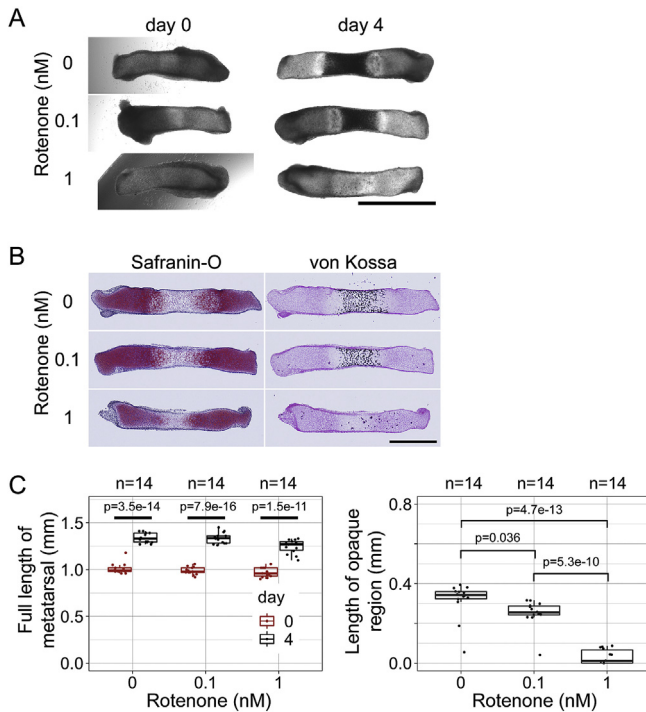 A
day 0
day 4
Rotenone (nM)
0
0.1
1
B
Safranin-O
von Kossa
Rotenone (nM)
0
0.1
1
C
n=14
n=14
n=14
p=3.5e-14
p=7.9e-16
p=1.5e-11
Full length of
metatarsal (mm)
1.5
1.0
0.5
0.0
day
0
4
0
0.1
1
Rotenone (nM)
n=14
n=14
n=14
p=4.7e-13
p=0.036
p=5.3e-10
Length of opaque
region (mm)
0.8
0.4
0.0
0
0.1
1
Rotenone (nM)